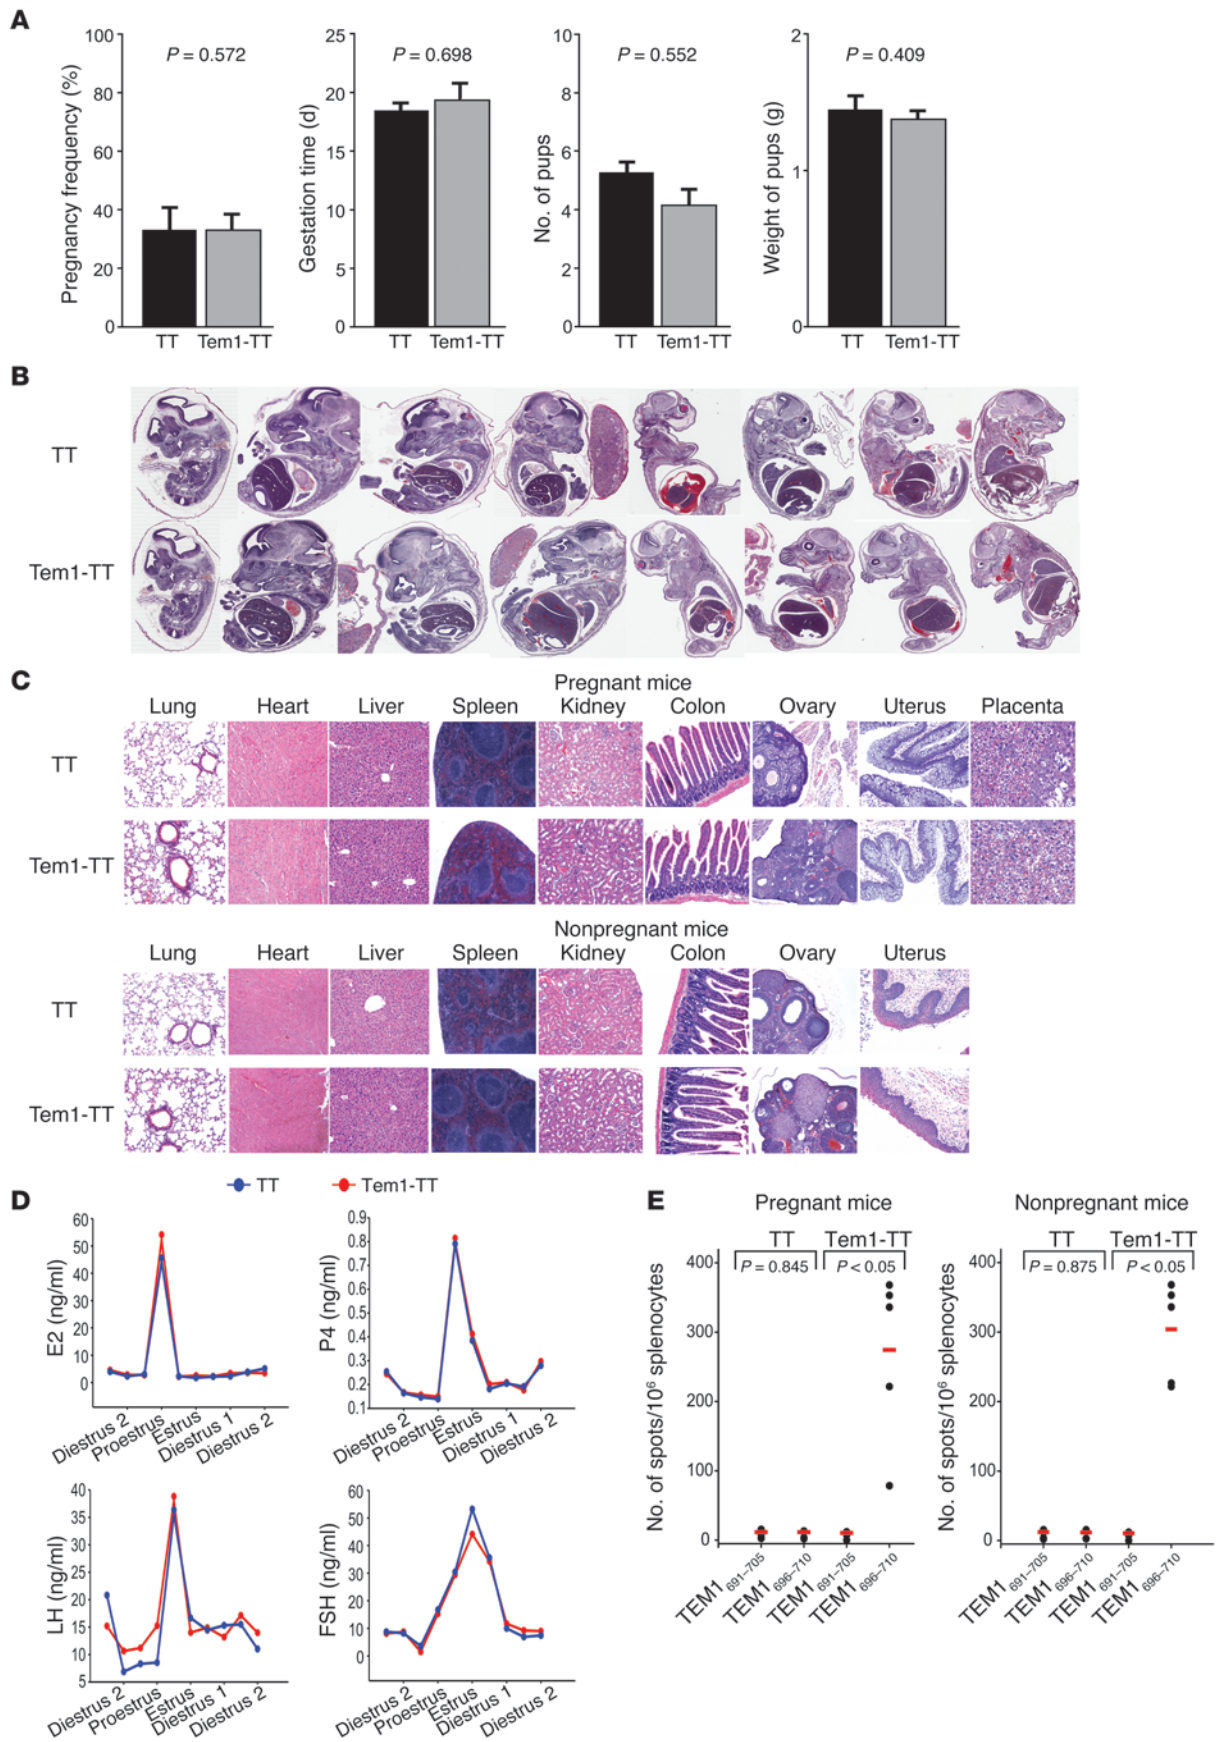 A
Pregnancy frequency (%)
100
80
60
40
20
0
P = 0.572
TT Tem1-TT
Gestation time (d)
25
20
15
10
5
0
P = 0.698
TT Tem1-TT
No. of pups
10
8
6
4
2
0
P = 0.552
TT Tem1-TT
Weight of pups (g)
2
1
0
P = 0.409
TT Tem1-TT
B
TT
Tem1-TT
C
Pregnant mice
Lung Heart Liver Spleen Kidney Colon Ovary Uterus Placenta
TT
Tem1-TT
Nonpregnant mice
Lung Heart Liver Spleen Kidney Colon Ovary Uterus
TT
Tem1-TT
D
TT Tem1-TT
E2 (ng/ml)
60
50
40
30
20
10
0
Diestrus 2 Proestrus Estrus Diestrus 1 Diestrus 2
P4 (ng/ml)
0.9
0.8
0.7
0.6
0.5
0.4
0.3
0.2
0.1
Diestrus 2 Proestrus Estrus Diestrus 1 Diestrus 2
LH (ng/ml)
40
35
30
25
20
15
10
5
Diestrus 2 Proestrus Estrus Diestrus 1 Diestrus 2
FSH (ng/ml)
60
50
40
30
20
10
0
Diestrus 2 Proestrus Estrus Diestrus 1 Diestrus 2
E
Pregnant mice
TT Tem1-TT
P = 0.845 P < 0.05
No. of spots/10⁶ splenocytes
400
300
200
100
0
TEM1 691–705 TEM1 696–710 TEM1 691–705 TEM1 696–710
Nonpregnant mice
TT Tem1-TT
P = 0.875 P < 0.05
No. of spots/10⁶ splenocytes
400
300
200
100
0
TEM1 691–705 TEM1 696–710 TEM1 691–705 TEM1 696–710